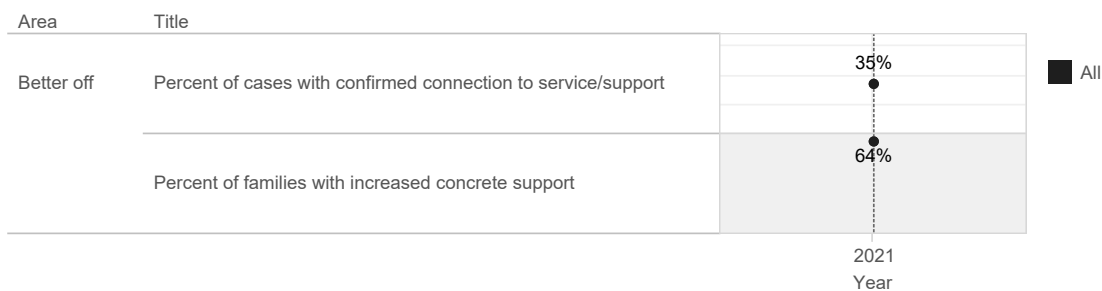 Area Title
35%
Better off Percent of cases with confirmed connection to service/support All
64%
Percent of families with increased concrete support
2021
Year